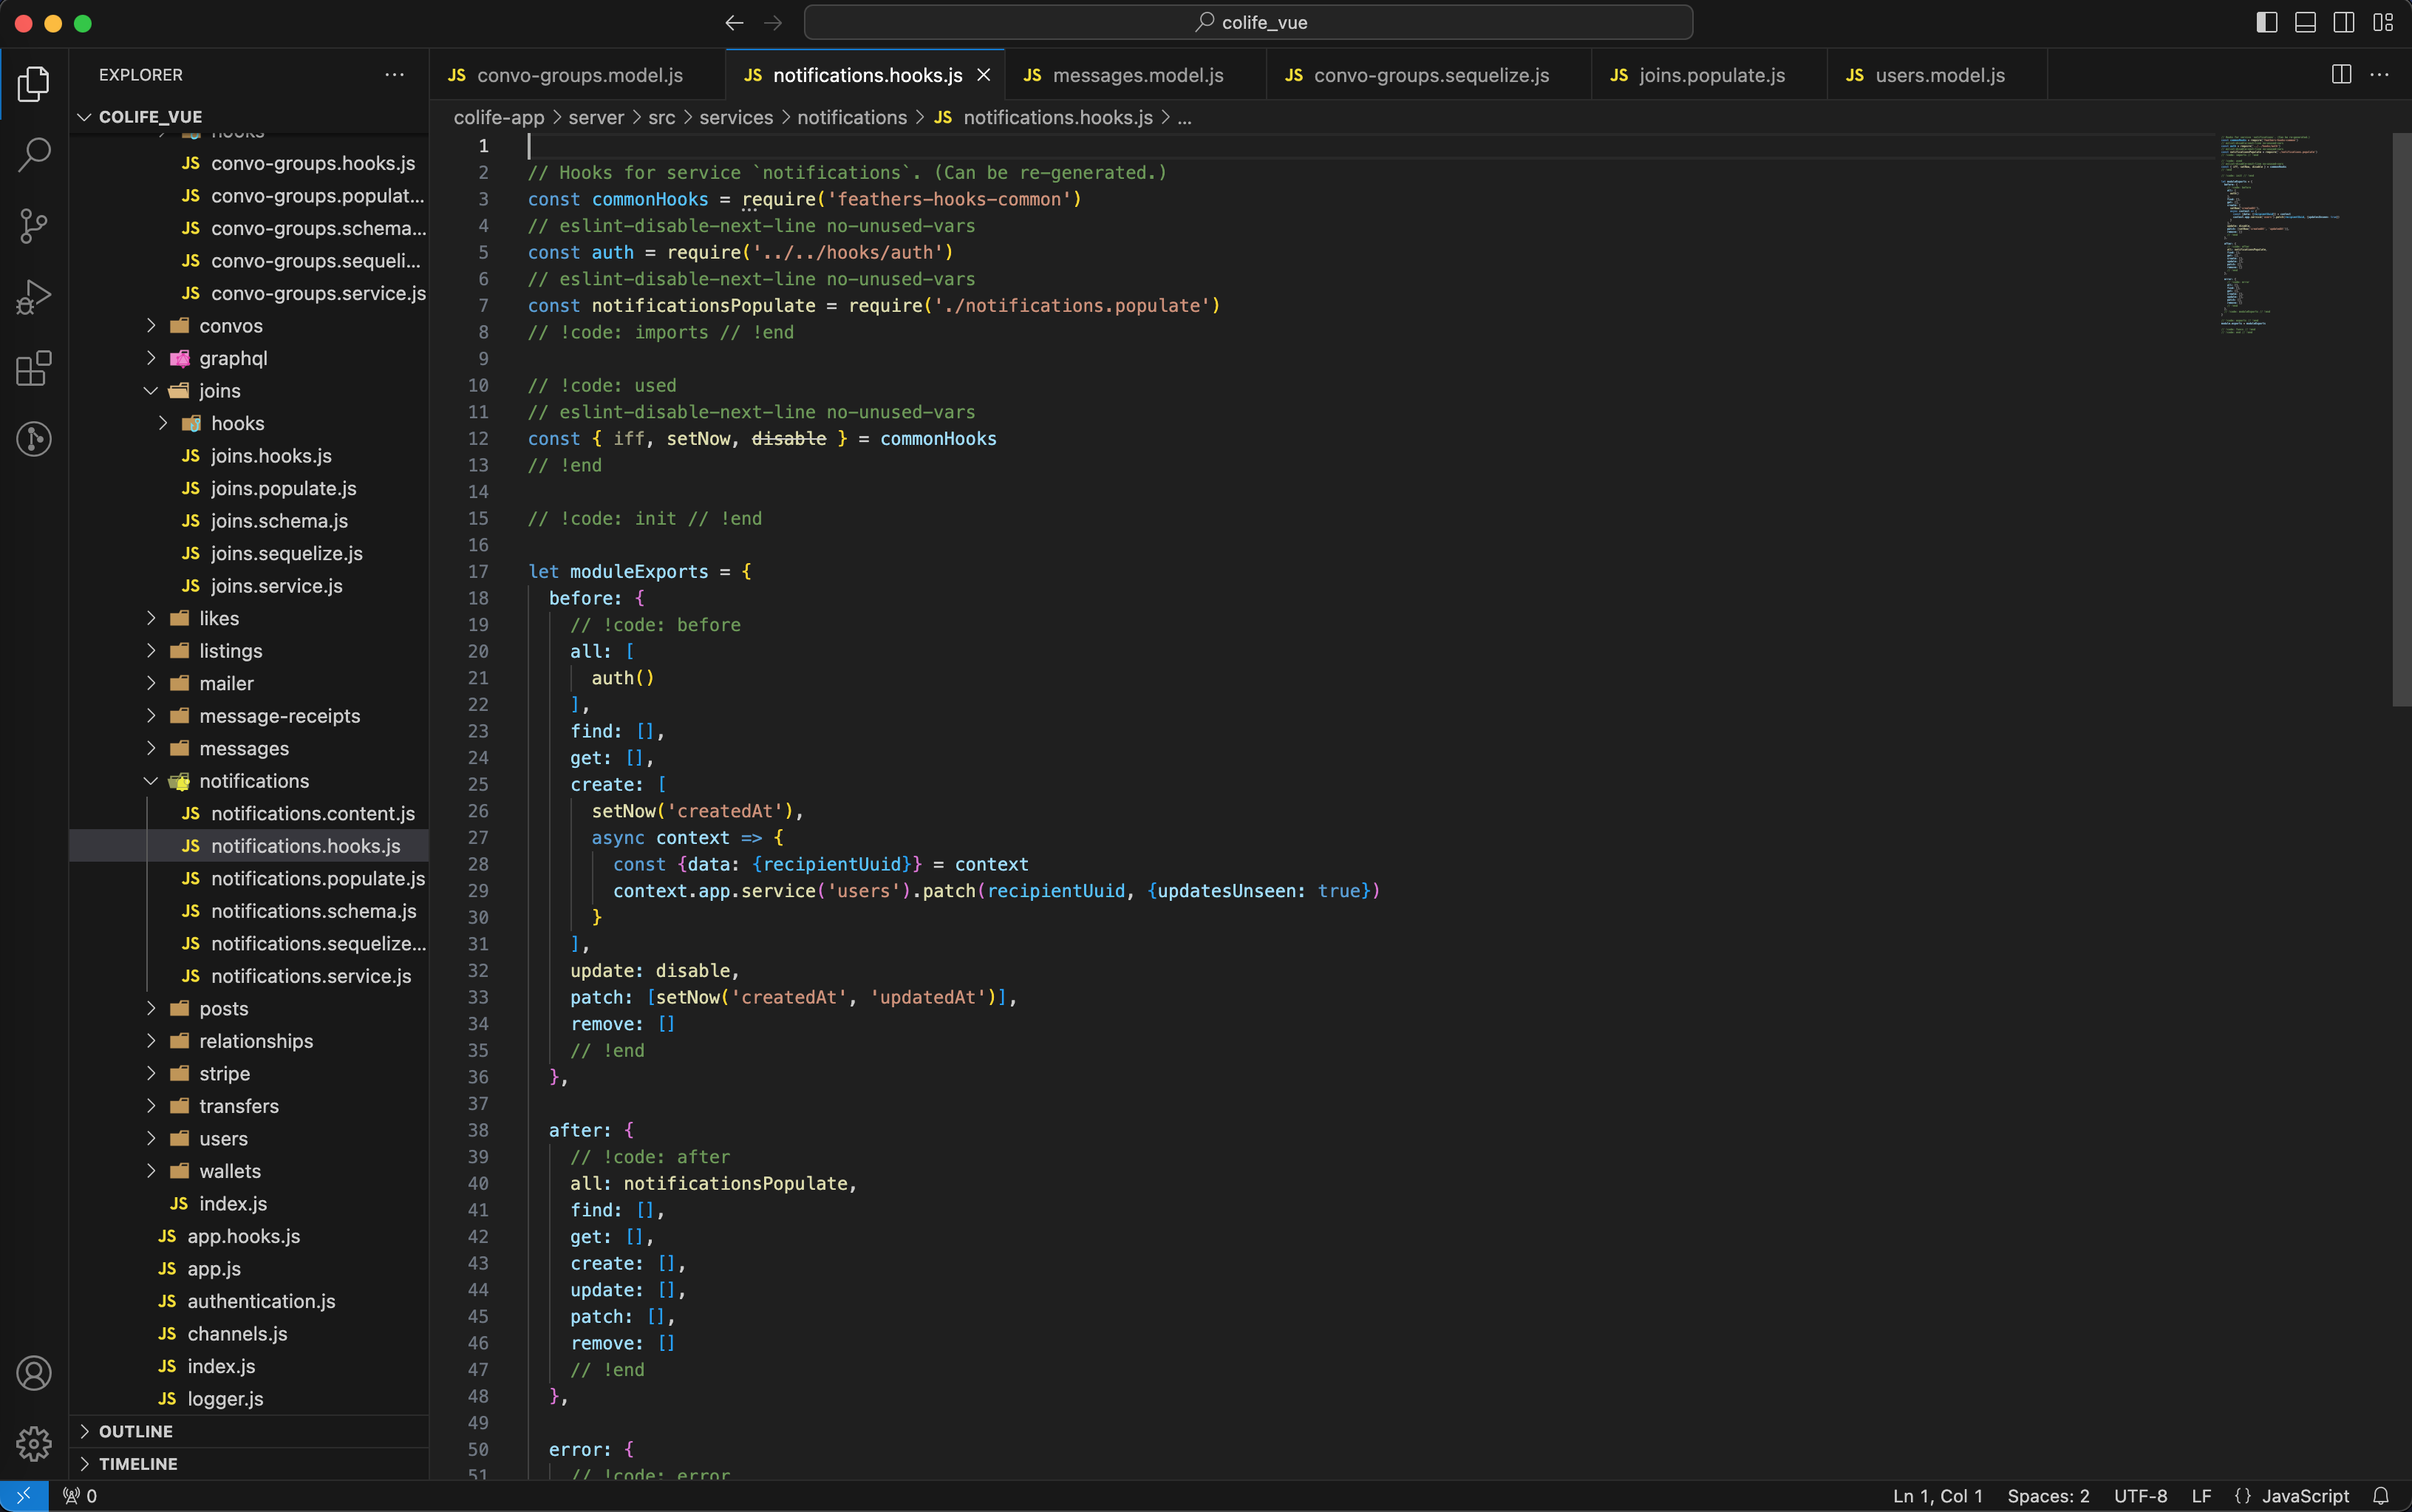 colife_vue
EXPLORER
COLIFE_VUE
hooks
JS convo-groups.hooks.js
JS convo-groups.populat...
JS convo-groups.schema...
JS convo-groups.sequeli...
JS convo-groups.service.js
convos
graphql
joins
hooks
JS joins.hooks.js
JS joins.populate.js
JS joins.schema.js
JS joins.sequelize.js
JS joins.service.js
likes
listings
mailer
message-receipts
messages
notifications
JS notifications.content.js
JS notifications.hooks.js
JS notifications.populate.js
JS notifications.schema.js
JS notifications.sequelize...
JS notifications.service.js
posts
relationships
stripe
transfers
users
wallets
JS index.js
JS app.hooks.js
JS app.js
JS authentication.js
JS channels.js
JS index.js
JS logger.js
OUTLINE
TIMELINE
JS convo-groups.model.js JS notifications.hooks.js JS messages.model.js JS convo-groups.sequelize.js JS joins.populate.js JS users.model.js
colife-app > server > src > services > notifications > JS notifications.hooks.js > ...
1
2 // Hooks for service `notifications`. (Can be re-generated.)
3 const commonHooks = require('feathers-hooks-common')
4 // eslint-disable-next-line no-unused-vars
5 const auth = require('../../hooks/auth')
6 // eslint-disable-next-line no-unused-vars
7 const notificationsPopulate = require('./notifications.populate')
8 // !code: imports // !end
9
10 // !code: used
11 // eslint-disable-next-line no-unused-vars
12 const { iff, setNow, disable } = commonHooks
13 // !end
14
15 // !code: init // !end
16
17 let moduleExports = {
18 before: {
19 // !code: before
20 all: [
21 auth()
22 ],
23 find: [],
24 get: [],
25 create: [
26 setNow('createdAt'),
27 async context => {
28 const {data: {recipientUuid}} = context
29 context.app.service('users').patch(recipientUuid, {updatesUnseen: true})
30 }
31 ],
32 update: disable,
33 patch: [setNow('createdAt', 'updatedAt')],
34 remove: []
35 // !end
36 },
37
38 after: {
39 // !code: after
40 all: notificationsPopulate,
41 find: [],
42 get: [],
43 create: [],
44 update: [],
45 patch: [],
46 remove: []
47 // !end
48 },
49
50 error: {
51 // !code: error
0
Ln 1, Col 1 Spaces: 2 UTF-8 LF {} JavaScript